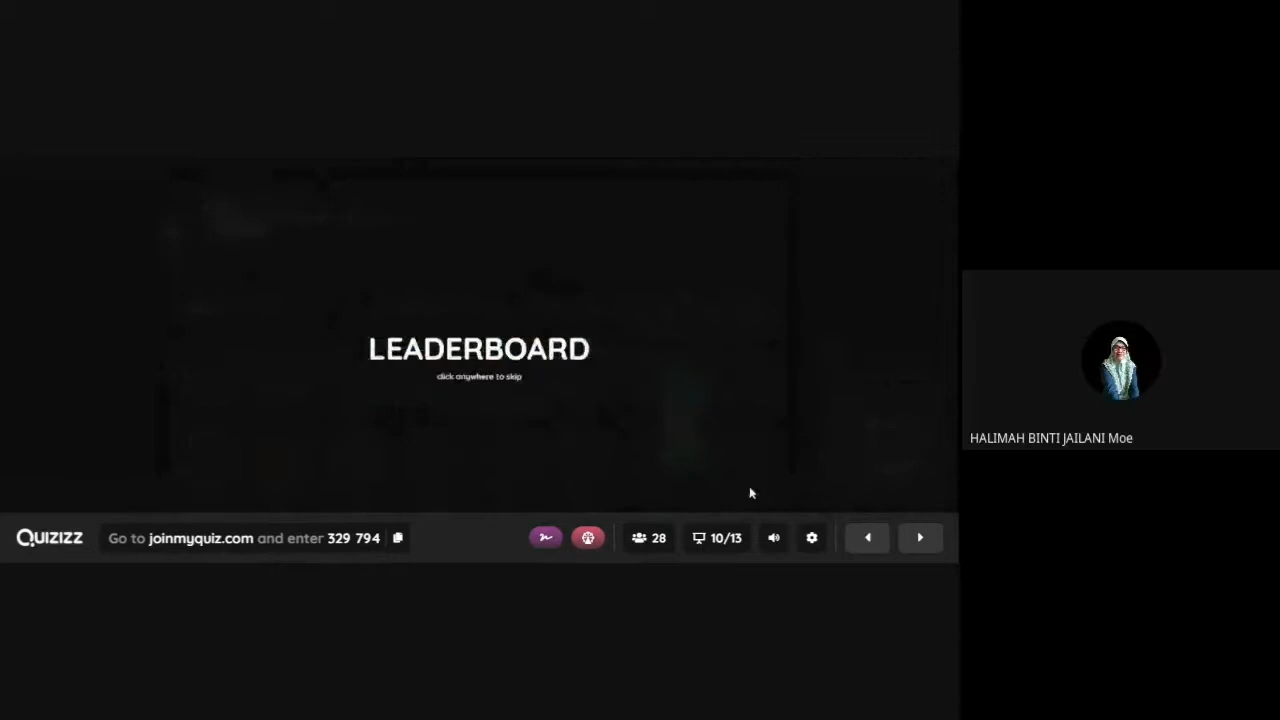 LEADERBOARD
click anywhere to skip
HALIMAH BINTI JAILANI Moe
QUIZIZZ Go to joinmyquiz.com and enter 329 794 28 10/13